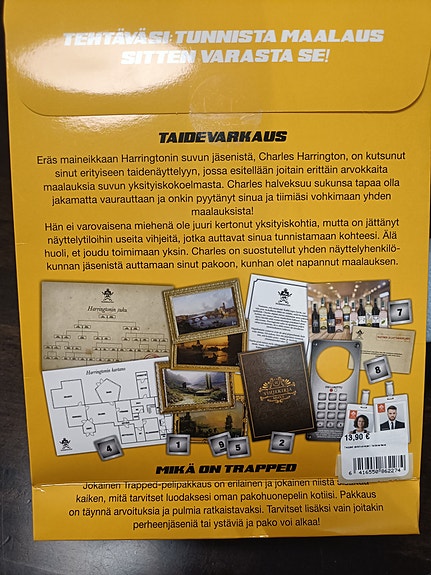 TEHTÄVÄSI: TUNNISTA MAALAUS
SITTEN VARASTA SE!
TAIDEVARKAUS
Eräs maineikkaan Harringtonin suvun jäsenistä, Charles Harrington, on kutsunut
sinut erityiseen taidenäyttelyyn, jossa esitellään joitain erittäin arvokkaita
maalauksia suvun yksityiskokoelmasta. Charles halveksuu sukunsa tapaa olla
jakamatta vaurauttaan ja onkin pyytänyt sinua ja tiimiäsi vohkimaan yhden
maalauksista!
Hän ei varovaisena miehenä ole juuri kertonut yksityiskohtia, mutta on jättänyt
näyttelytiloihin useita vihjeitä, jotka auttavat sinua tunnistamaan kohteesi. Älä
huoli, et joudu toimimaan yksin. Charles on suostutellut yhden näyttelyhenkilö-
kunnan jäsenistä auttamaan sinut pakoon, kunhan olet napannut maalauksen.
Harringtonin suku
Harringtonin kartano
VIHJEKIRJA
7
8
4
1
9
5
2
13,90 €
6 416550 862274
MIKÄ ON TRAPPED
Jokainen Trapped-pelipakkaus on erilainen ja jokainen niistä sisältää
kaiken, mitä tarvitset luodaksesi oman pakohuonepelin kotiisi. Pakkaus
on täynnä arvoituksia ja pulmia ratkaistavaksi. Tarvitset lisäksi vain joitakin
perheenjäseniä tai ystäviä ja pako voi alkaa!